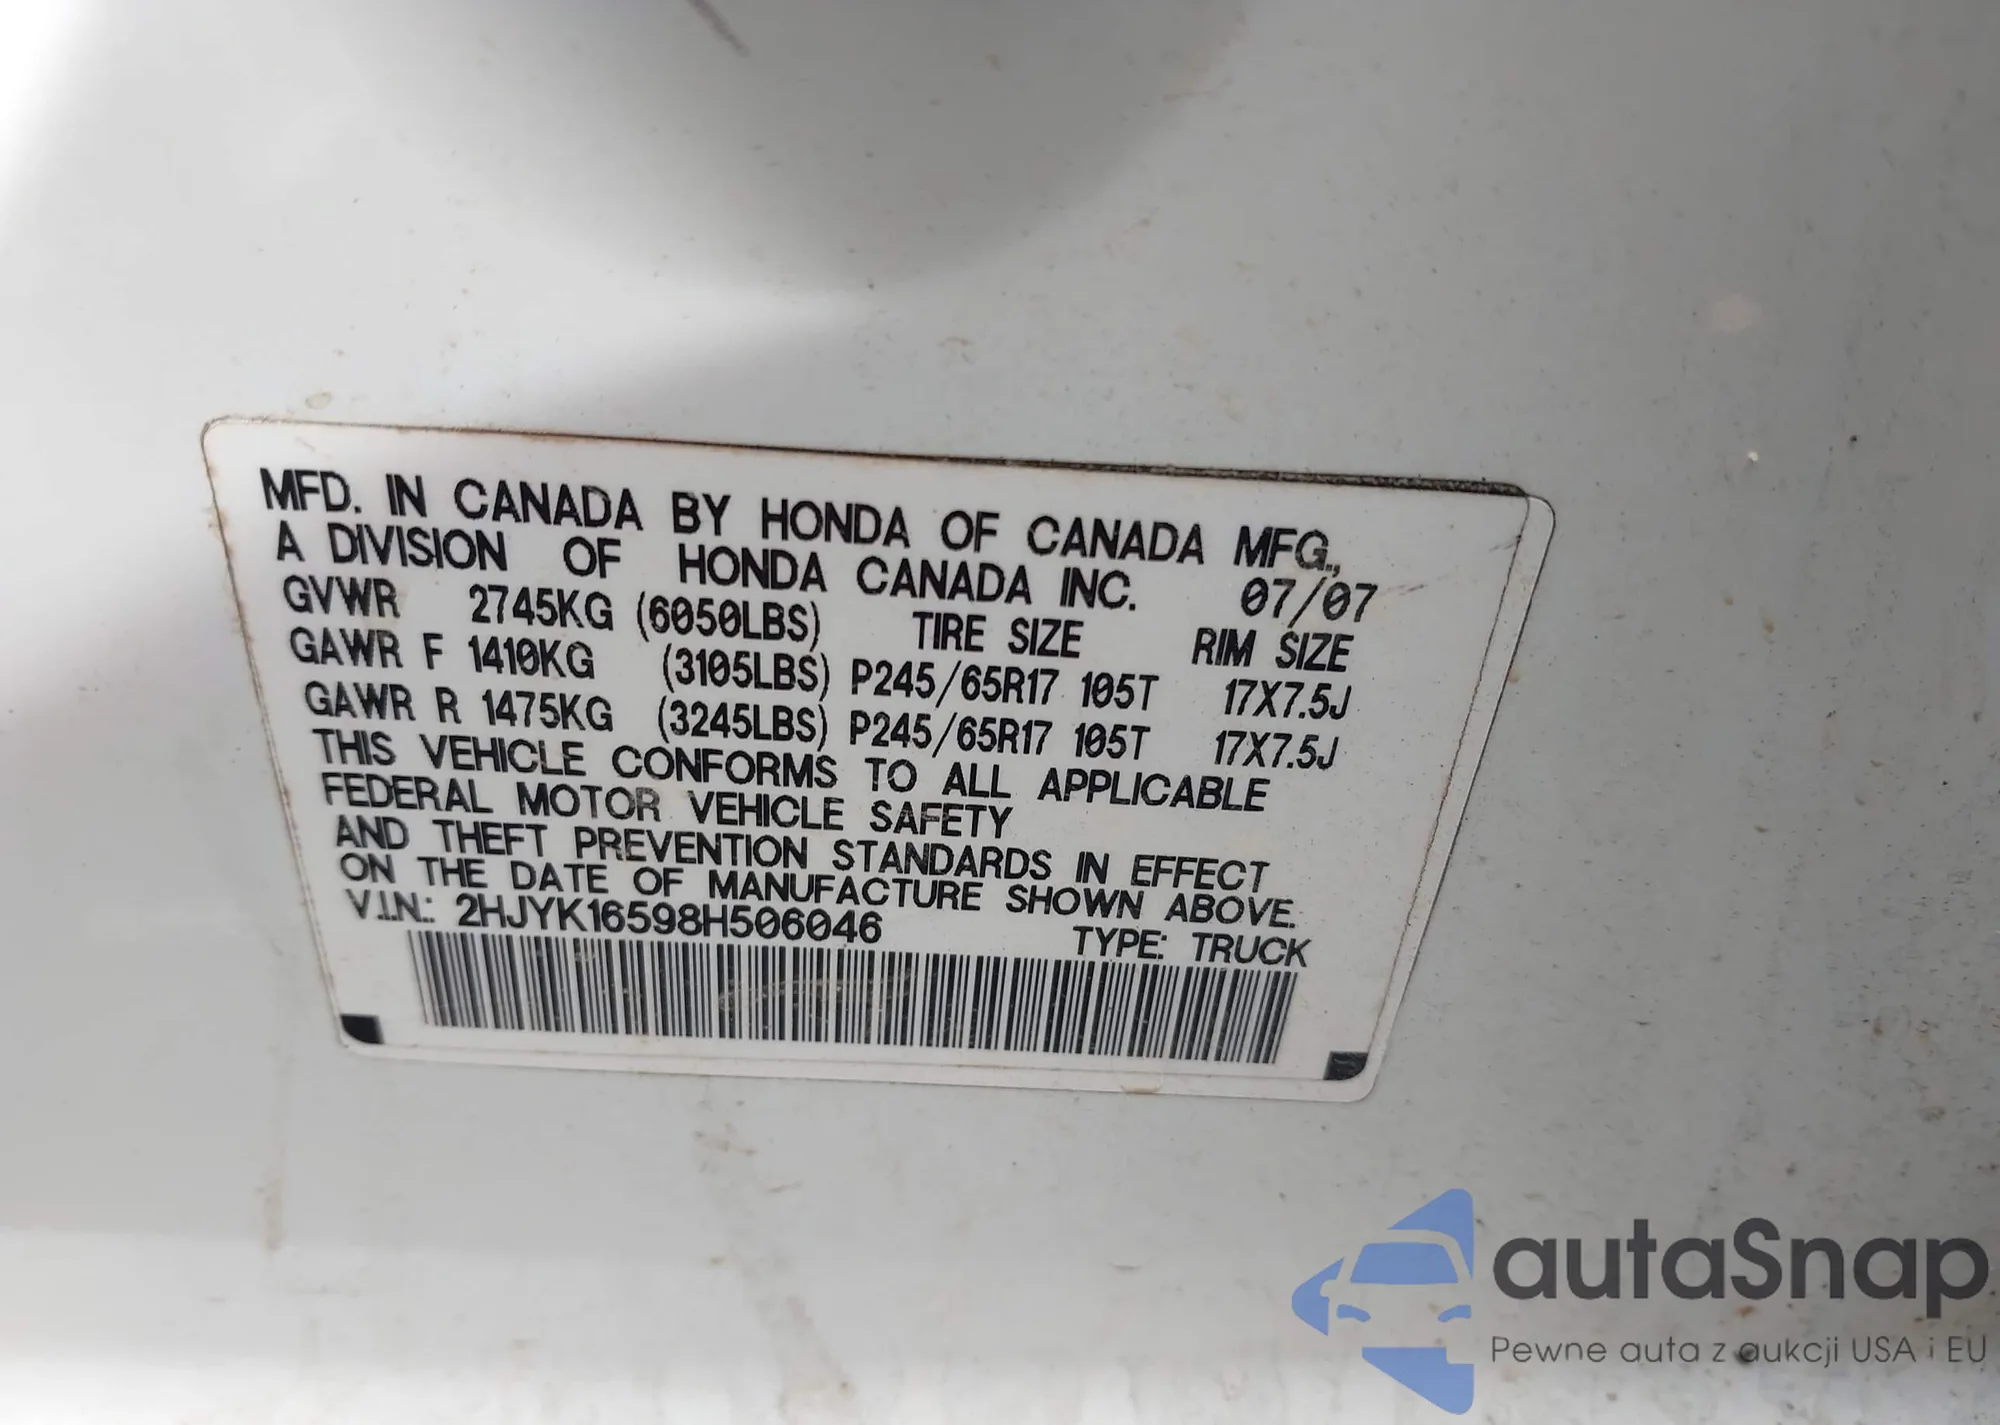 MFD. IN CANADA BY HONDA OF CANADA MFG.,
A DIVISION OF HONDA CANADA INC. 07/07
GVWR 2745KG (6050LBS) TIRE SIZE RIM SIZE
GAWR F 1410KG (3105LBS) P245/65R17 105T 17X7.5J
GAWR R 1475KG (3245LBS) P245/65R17 105T 17X7.5J
THIS VEHICLE CONFORMS TO ALL APPLICABLE
FEDERAL MOTOR VEHICLE SAFETY
AND THEFT PREVENTION STANDARDS IN EFFECT
ON THE DATE OF MANUFACTURE SHOWN ABOVE.
V.I.N.: 2HJYK16598H506046 TYPE: TRUCK
autaSnap
Pewne auta z aukcji USA i EU